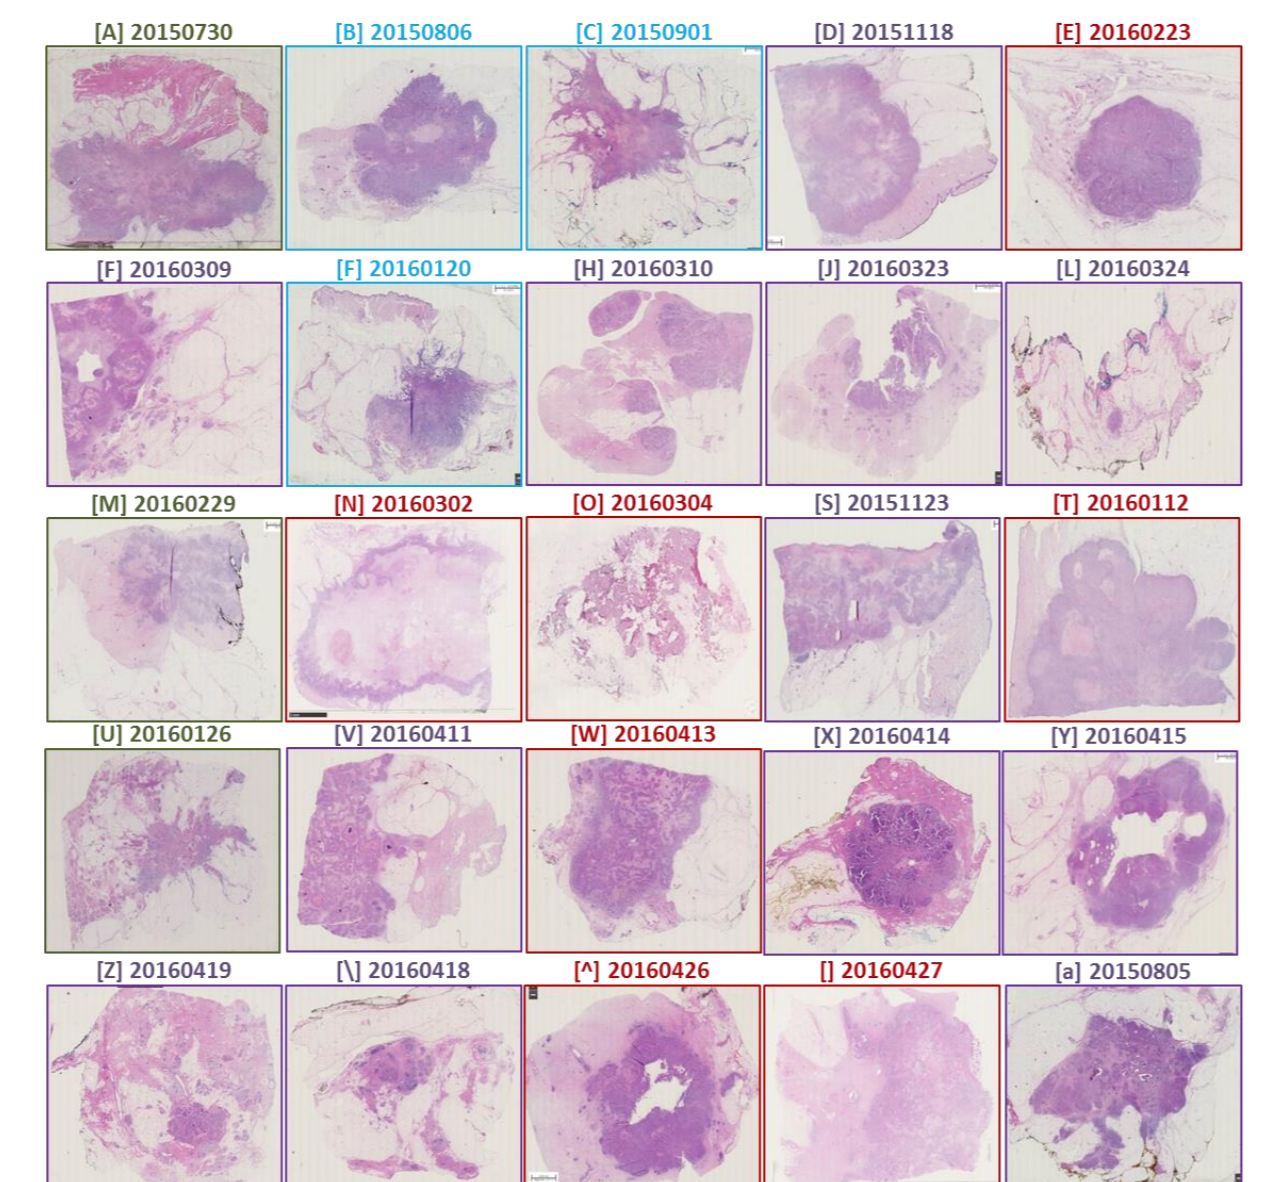 [A] 20150730 [B] 20150806 [C] 20150901 [D] 20151118 [E] 20160223
[F] 20160309 [F] 20160120 [H] 20160310 [J] 20160323 [L] 20160324
[M] 20160229 [N] 20160302 [O] 20160304 [S] 20151123 [T] 20160112
[U] 20160126 [V] 20160411 [W] 20160413 [X] 20160414 [Y] 20160415
[Z] 20160419 [\] 20160418 [^] 20160426 [] 20160427 [a] 20150805